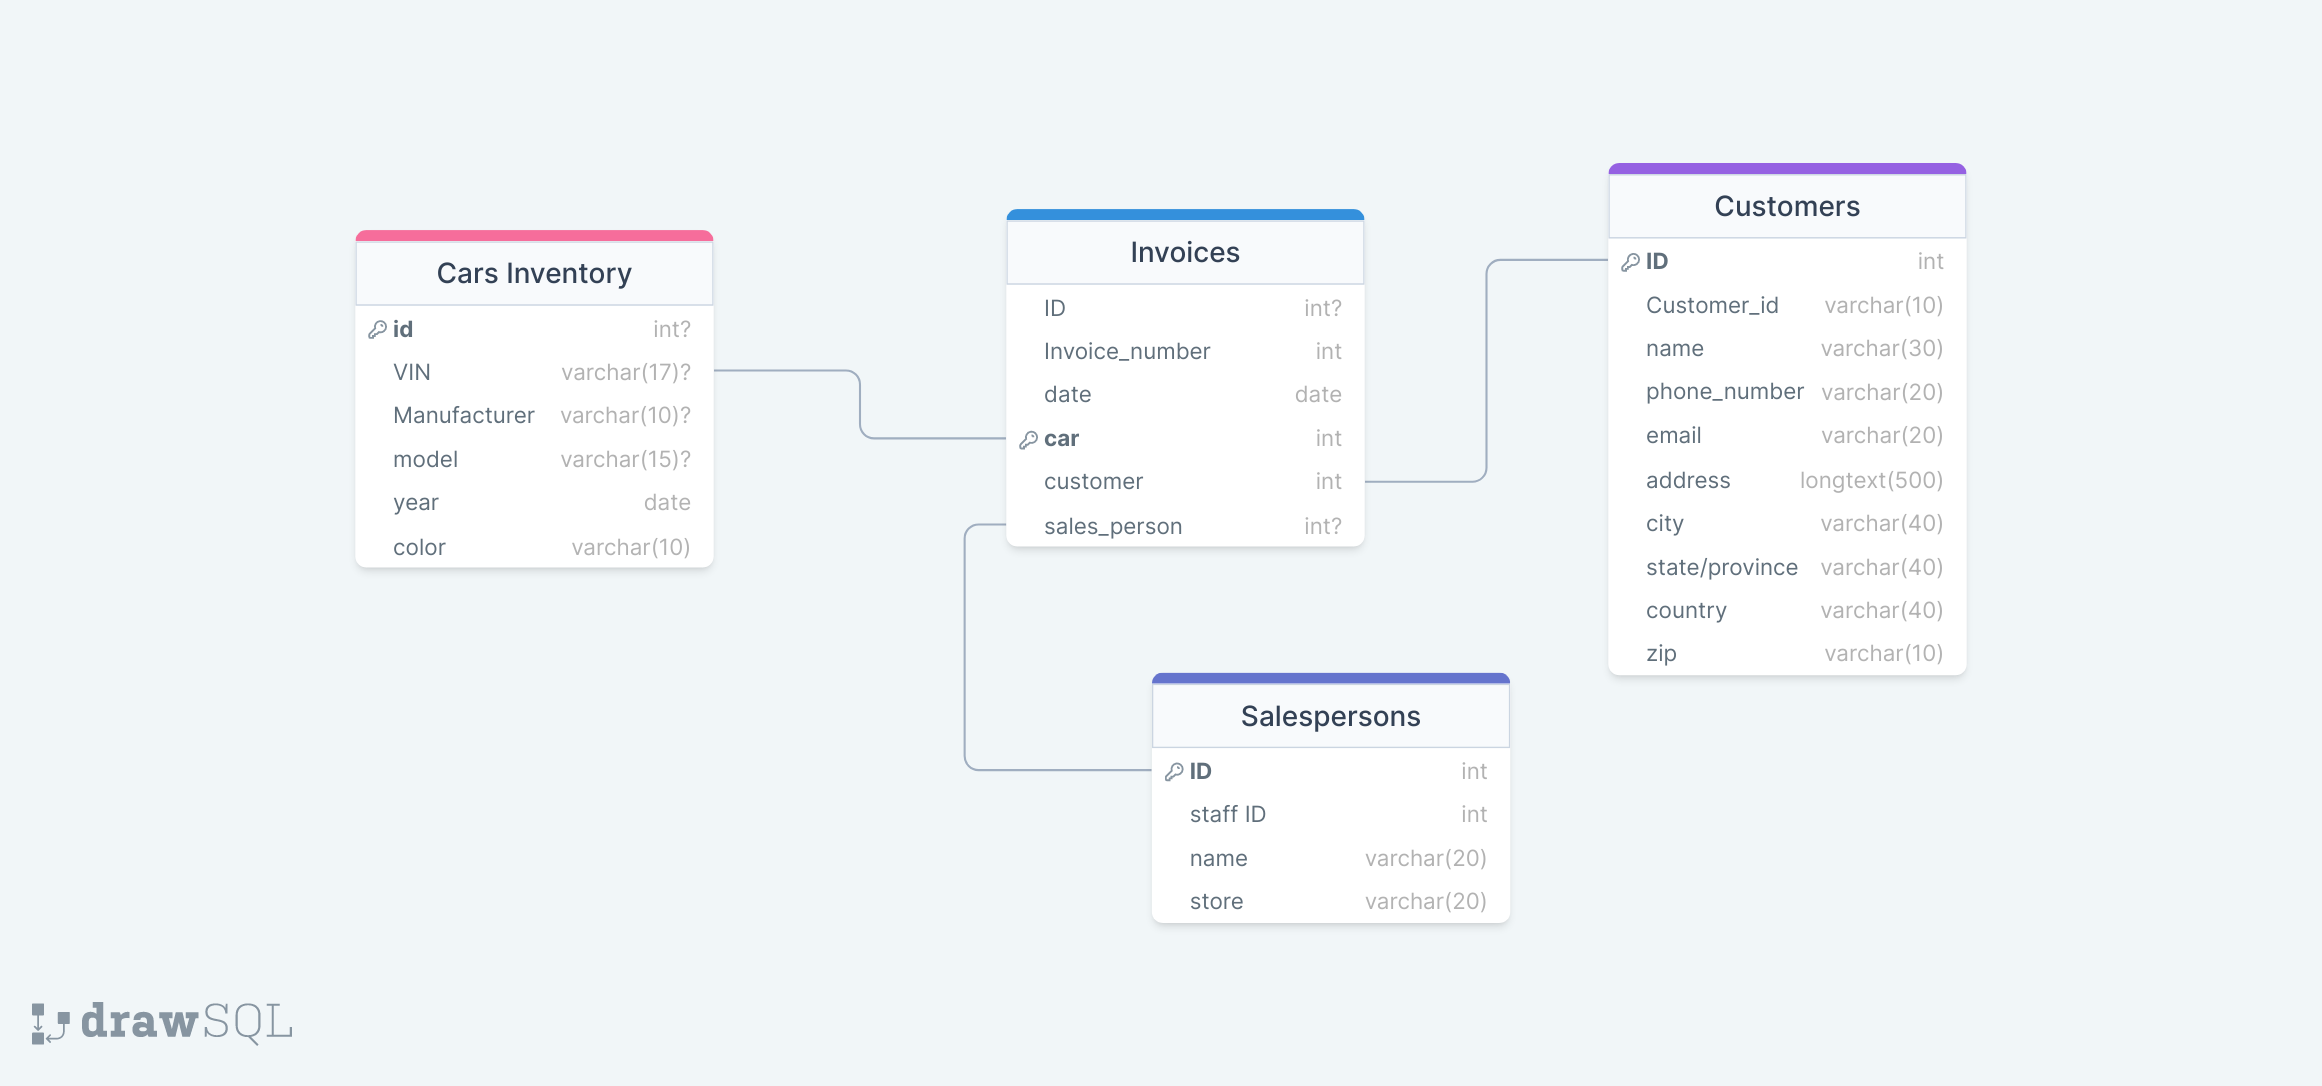 Cars Inventory
id int?
VIN varchar(17)?
Manufacturer varchar(10)?
model varchar(15)?
year date
color varchar(10)
Invoices
ID int?
Invoice_number int
date date
car int
customer int
sales_person int?
Customers
ID int
Customer_id varchar(10)
name varchar(30)
phone_number varchar(20)
email varchar(20)
address longtext(500)
city varchar(40)
state/province varchar(40)
country varchar(40)
zip varchar(10)
Salespersons
ID int
staff ID int
name varchar(20)
store varchar(20)
drawSQL